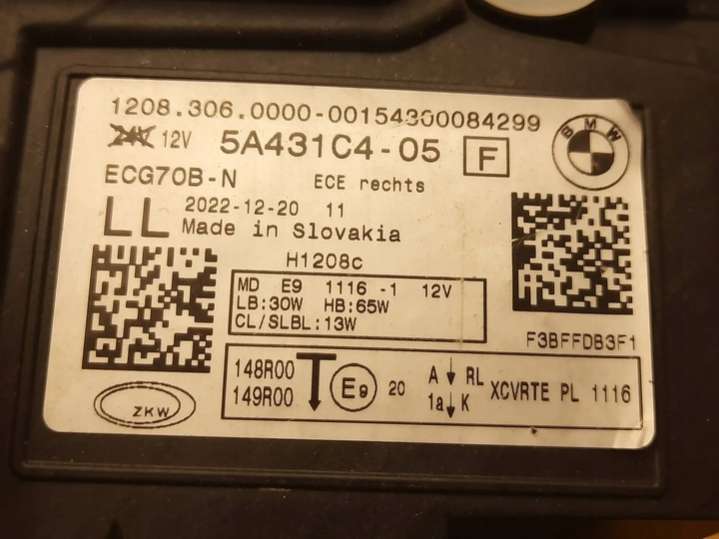 1208.306.0000-00154300084299
24V 12V 5A431C4-05 F
BMW
ECG70B-N ECE rechts
LL 2022-12-20 11
Made in Slovakia
H1208c
MD E9 1116 -1 12V
LB:30W HB:65W
CL/SLBL:13W
F3BFFDB3F1
148R00 T E9 20 A RL XCVRTE PL 1116
149R00 1a K
ZKW